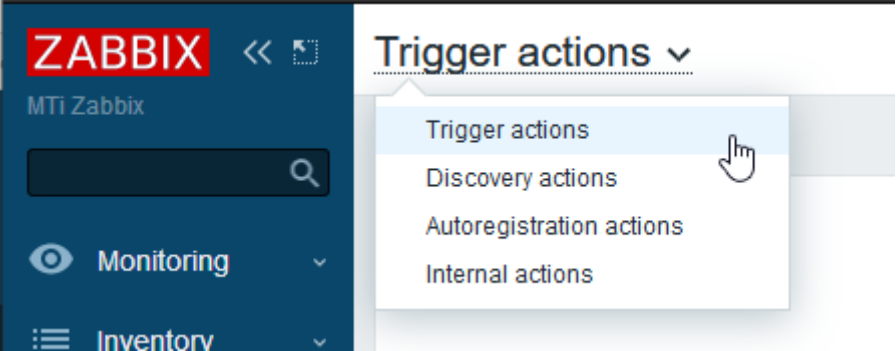 ZABBIX
MTi Zabbix
Monitoring
Inventory
Trigger actions
Trigger actions
Discovery actions
Autoregistration actions
Internal actions